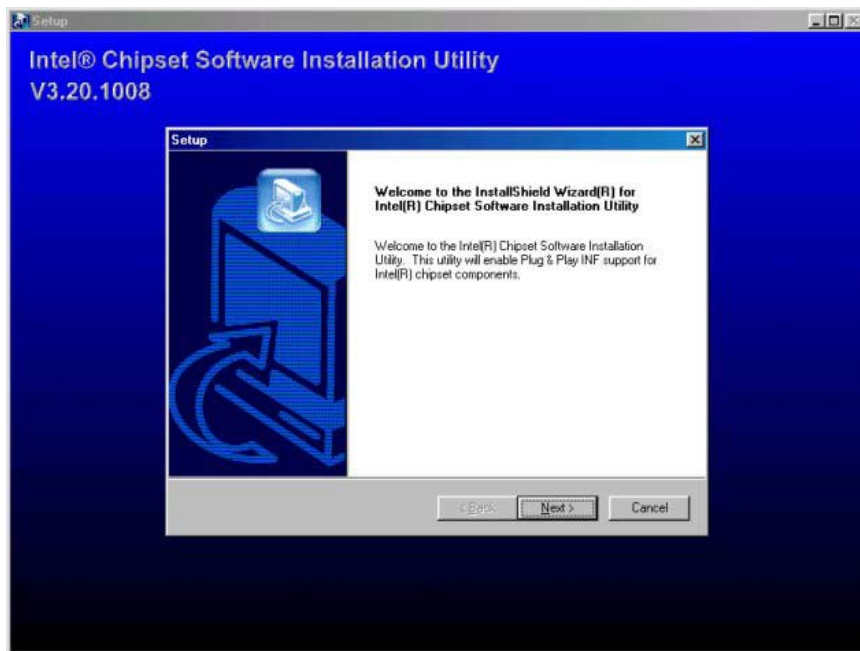 Setup
Intel® Chipset Software Installation Utility
V3.20.1008
Setup
Welcome to the InstallShield Wizard(R) for
Intel(R) Chipset Software Installation Utility
Welcome to the Intel(R) Chipset Software Installation
Utility. This utility will enable Plug & Play INF support for
Intel(R) chipset components.
< Back
Next >
Cancel